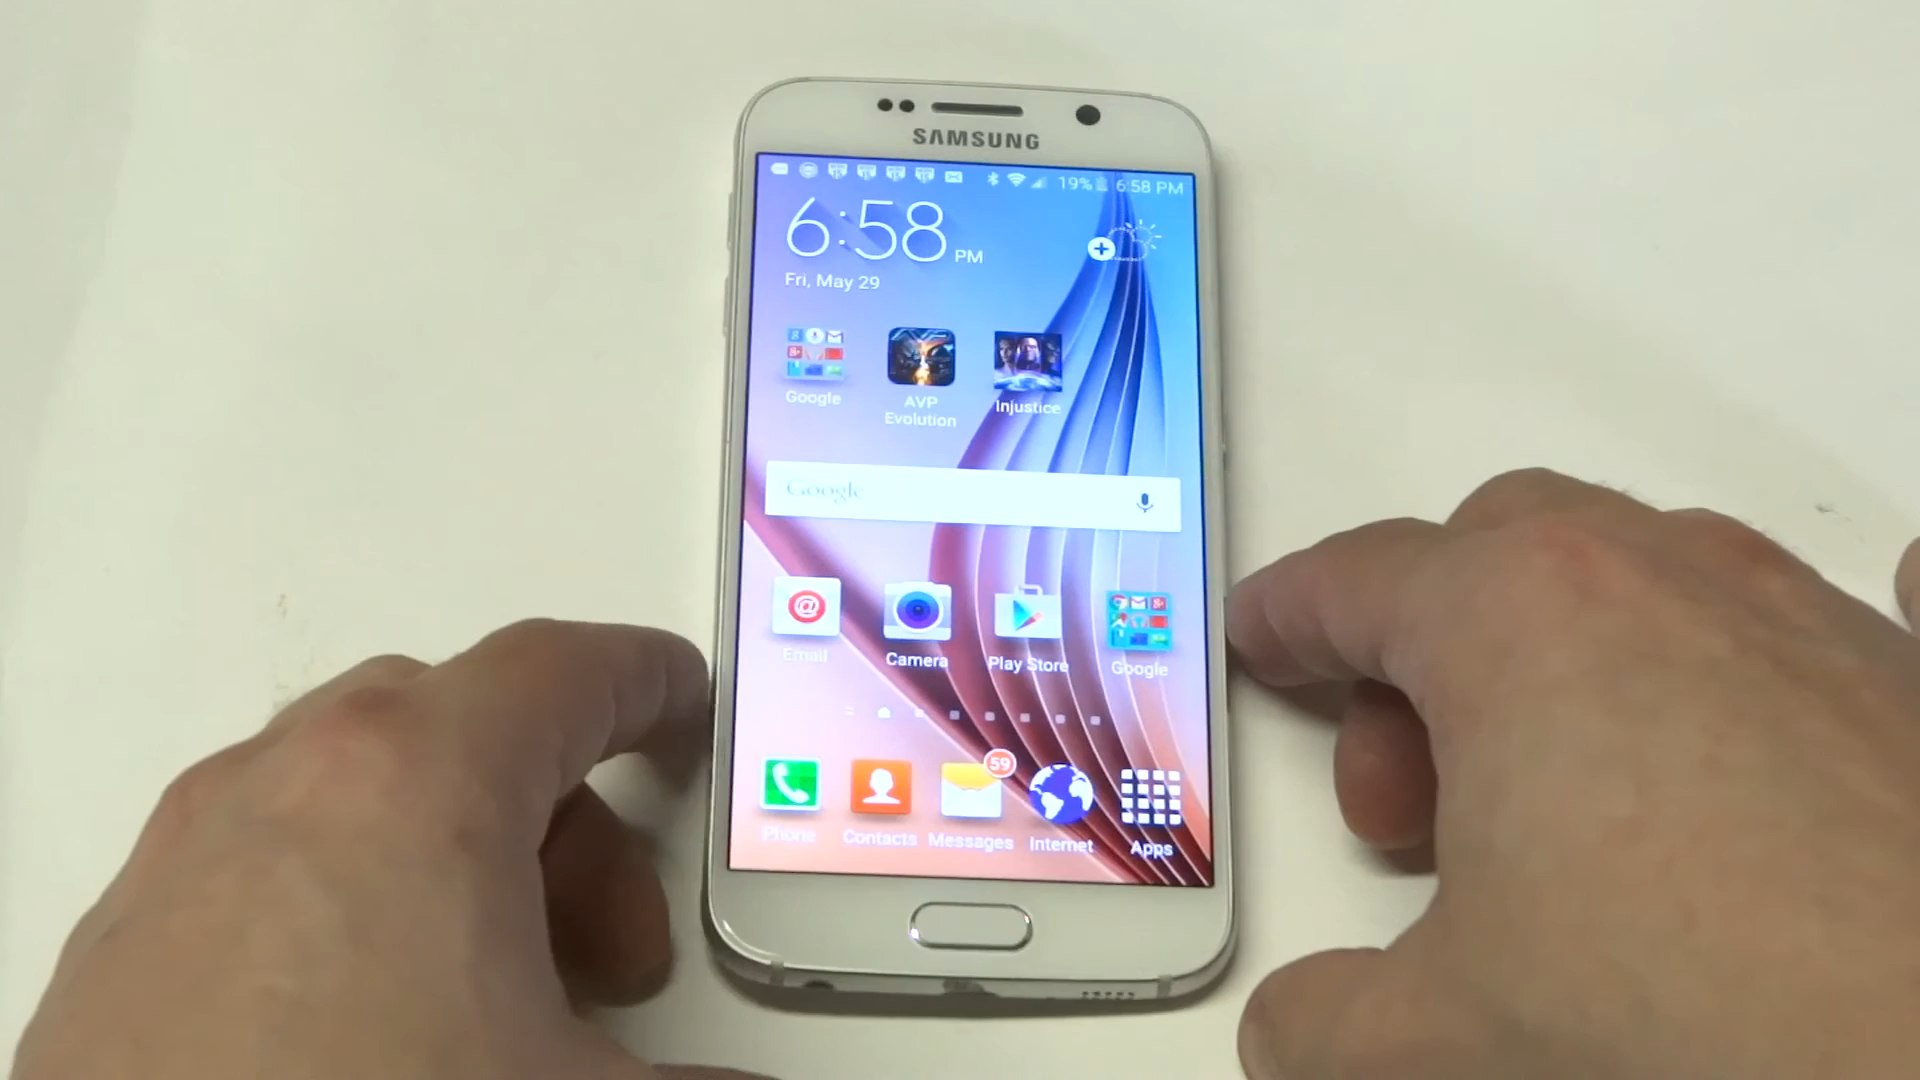 SAMSUNG
19% 6:58 PM
6:58 PM
Fri, May 29
Google
AVP
Evolution
Injustice
Google
Email
Camera
Play Store
Google
59
Phone
Contacts
Messages
Internet
Apps